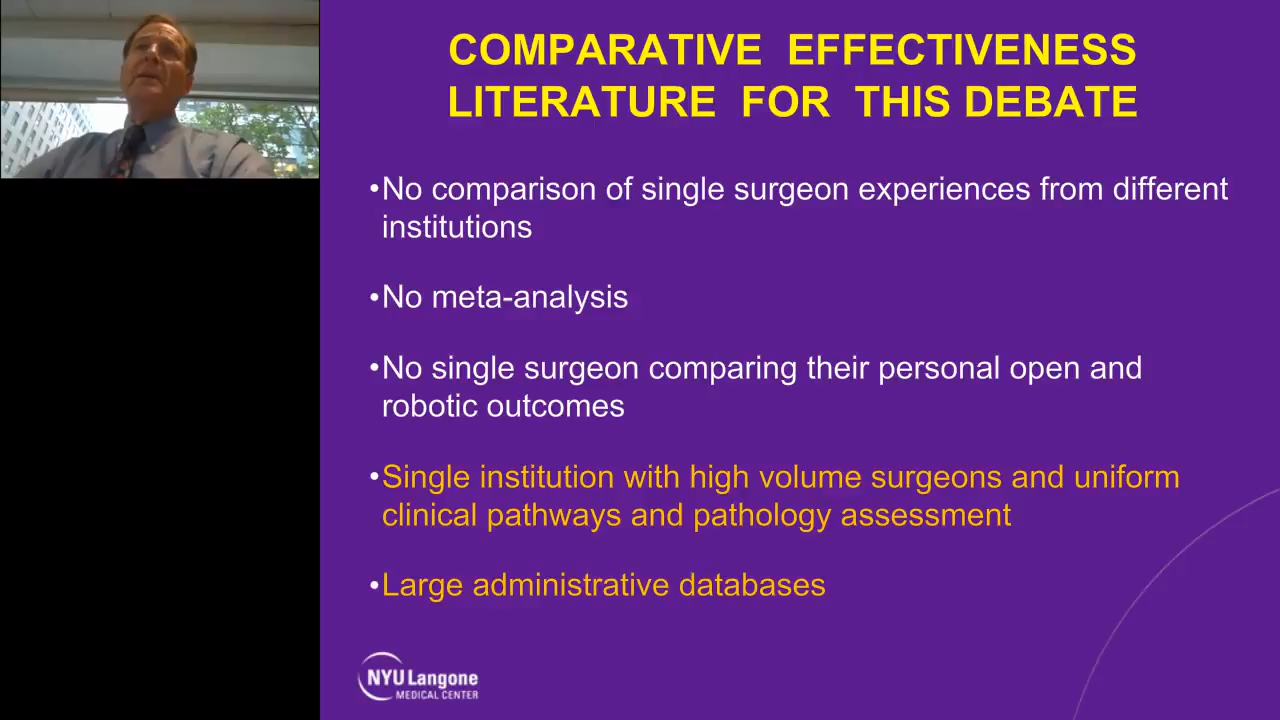 COMPARATIVE EFFECTIVENESS
LITERATURE FOR THIS DEBATE
•No comparison of single surgeon experiences from different
institutions
•No meta-analysis
•No single surgeon comparing their personal open and
robotic outcomes
•Single institution with high volume surgeons and uniform
clinical pathways and pathology assessment
•Large administrative databases
NYU Langone
MEDICAL CENTER